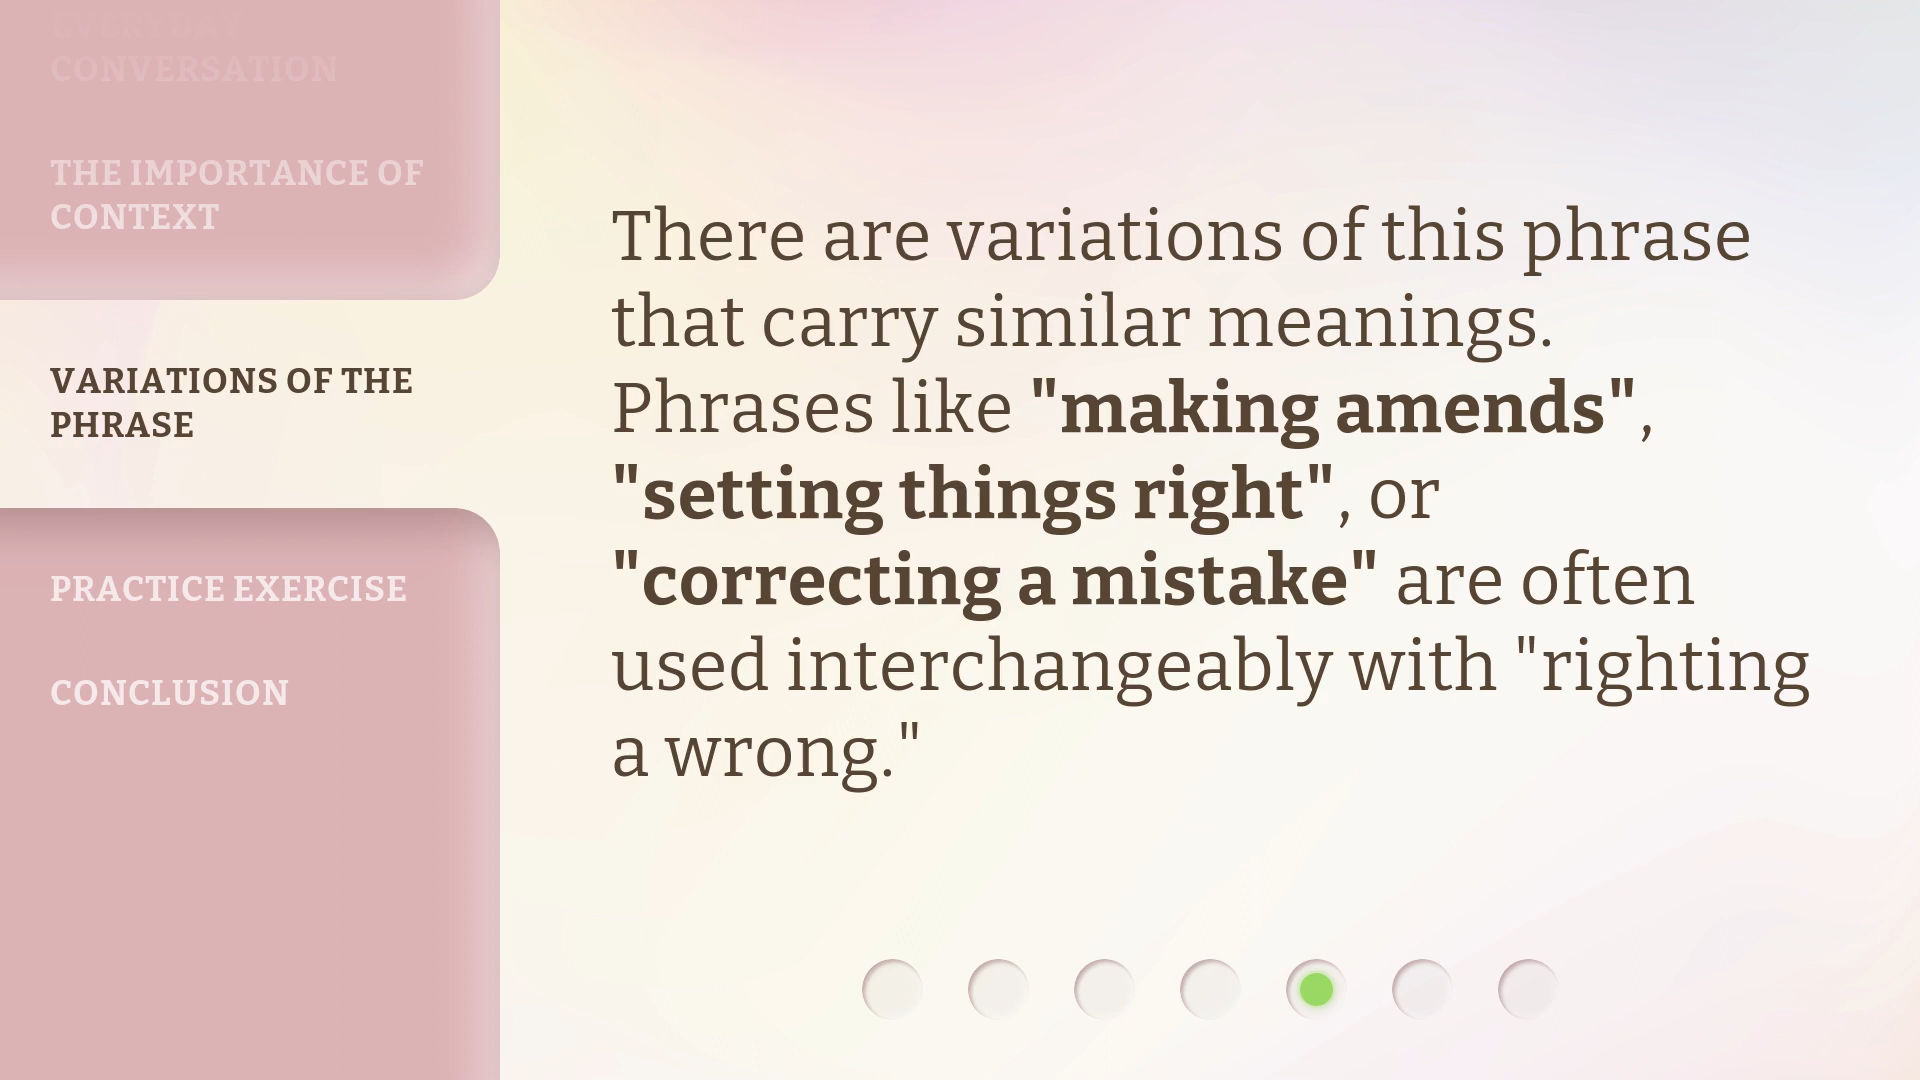 EVERYDAY
CONVERSATION
THE IMPORTANCE OF
CONTEXT
VARIATIONS OF THE
PHRASE
PRACTICE EXERCISE
CONCLUSION
There are variations of this phrase
that carry similar meanings.
Phrases like "making amends",
"setting things right", or
"correcting a mistake" are often
used interchangeably with "righting
a wrong."